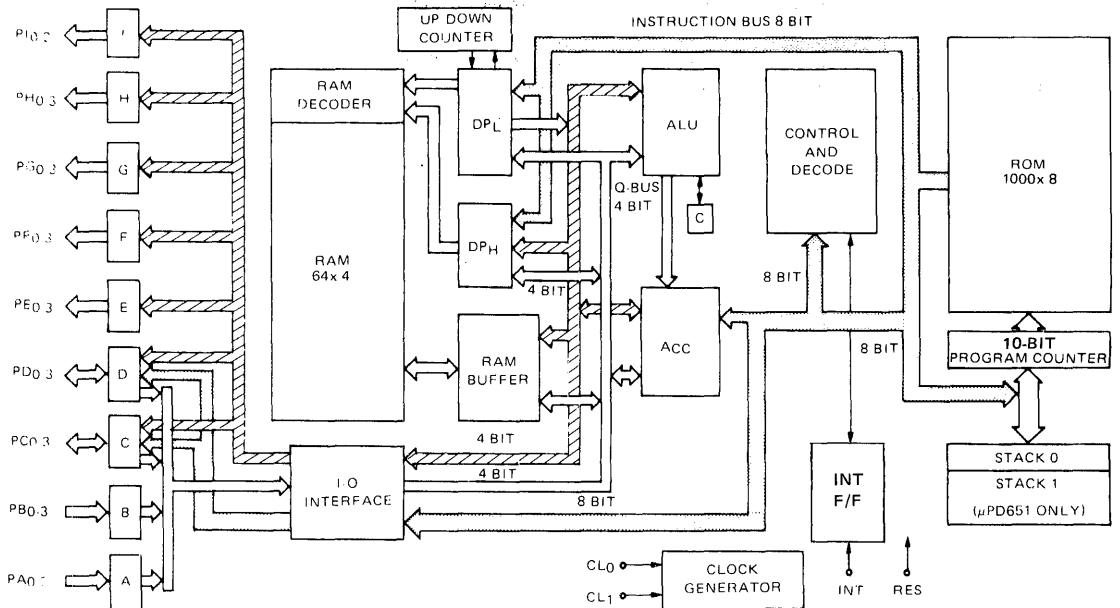 UP DOWN
COUNTER
INSTRUCTION BUS 8 BIT
PH0-3
H
PG0-3
G
PF0-3
F
PE0-3
E
PD0-3
D
PC0-3
C
PB0-3
B
A
RAM
DECODER
RAM
64x 4
DPL
DPH
4 BIT
RAM
BUFFER
4 BIT
4 BIT
8 BIT
I/O
INTERFACE
ALU
Q-BUS
4 BIT
C
ACC
CONTROL
AND
DECODE
8 BIT
8 BIT
ROM
1000x 8
10-BIT
PROGRAM COUNTER
STACK 0
STACK 1
(μPD651 ONLY)
INT
F/F
INT
RES
CL0
CL1
CLOCK
GENERATOR